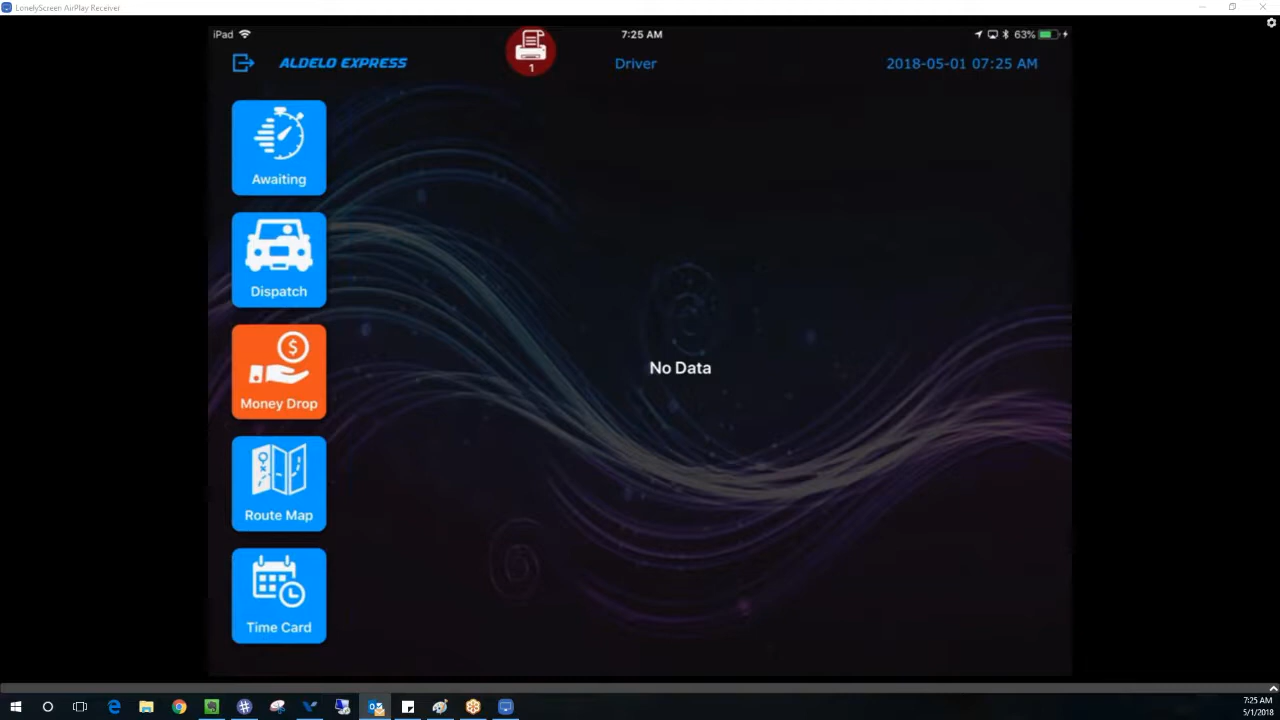 LonelyScreen AirPlay Receiver
iPad 7:25 AM 63%
ALDELO EXPRESS 1 Driver 2018-05-01 07:25 AM
Awaiting
Dispatch
$
Money Drop
No Data
Route Map
Time Card
7:25 AM
5/1/2018